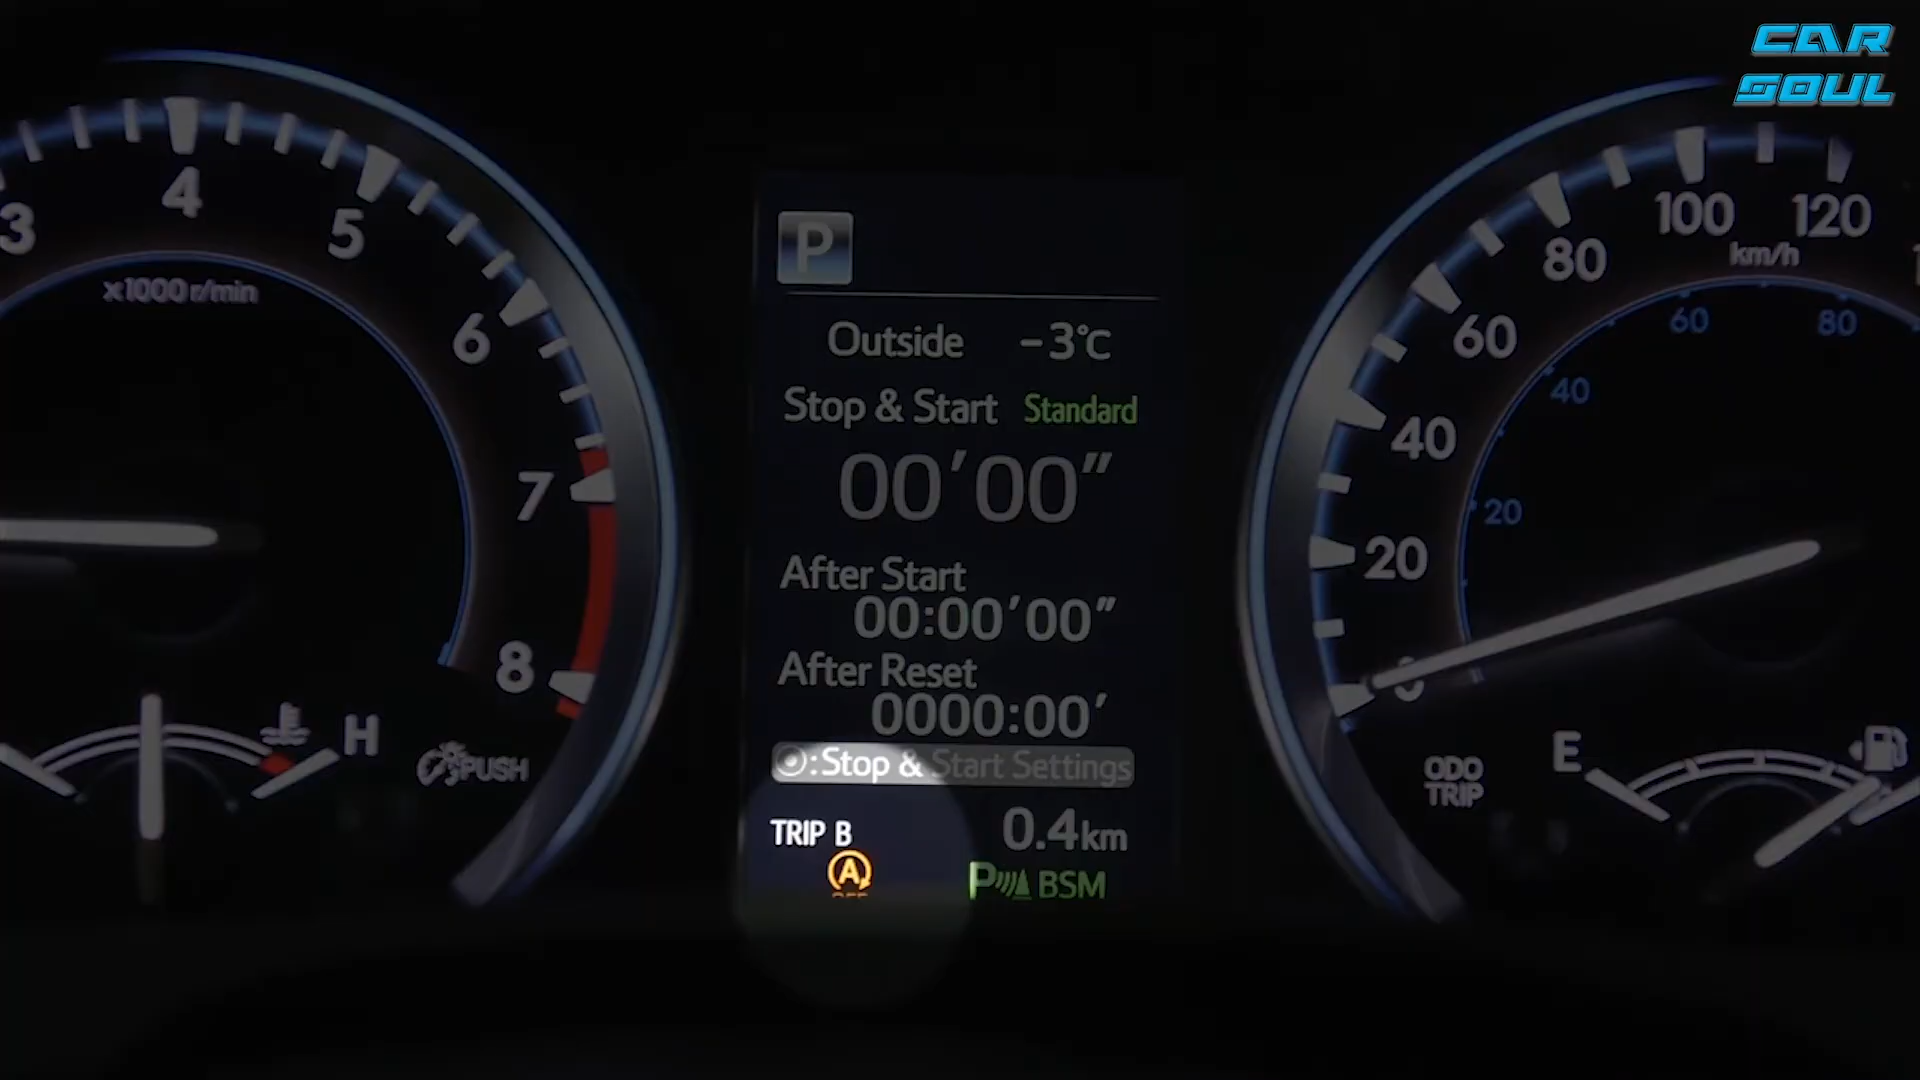 CAR
SOUL
3
4
5
6
7
8
x1000 r/min
H
PUSH
P
Outside -3°C
Stop & Start Standard
00'00"
After Start
00:00'00"
After Reset
0000:00'
:Stop & Start Settings
TRIP B 0.4km
A
OFF
P BSM
0
20
40
60
80
100
120
km/h
20
40
60
80
ODO
TRIP
E